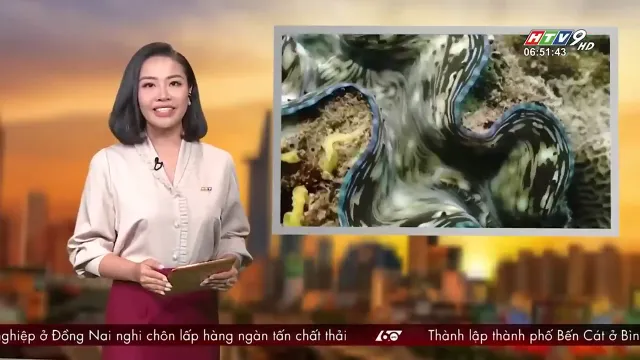 HTV9 HD
06:51:43
nghiệp ở Đồng Nai nghi chôn lấp hàng ngàn tấn chất thải
Thành lập thành phố Bến Cát ở Bìn